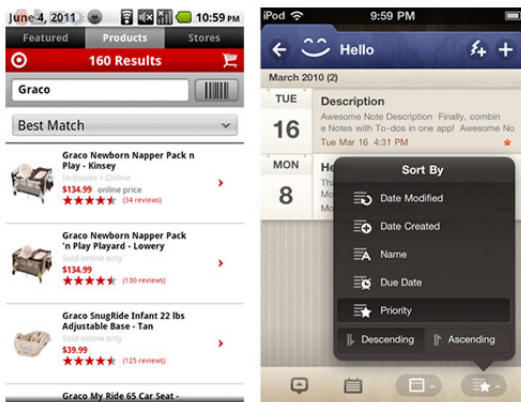 June 4, 2011
10:59 PM
Featured
Products
Stores
160 Results
Graco
Best Match
Graco Newborn Napper Pack n
Play - Kinsey
In-Stores + Online
$134.99 online price
(34 reviews)
Graco Newborn Napper Pack
'n Play Playard - Lowery
Sold online only
$134.99
(130 reviews)
Graco SnugRide Infant 22 lbs
Adjustable Base - Tan
Sold online only
$39.99
(125 reviews)
Graco My Ride 65 Car Seat -
iPod
9:59 PM
Hello
March 2010 (2)
TUE
16
Description
Awesome Note Description Finally, combin
e Notes with To-dos in one app! Awesome No
Tue Mar 16 4:31 PM
MON
8
Sort By
Date Modified
Date Created
Name
Due Date
Priority
Descending
Ascending